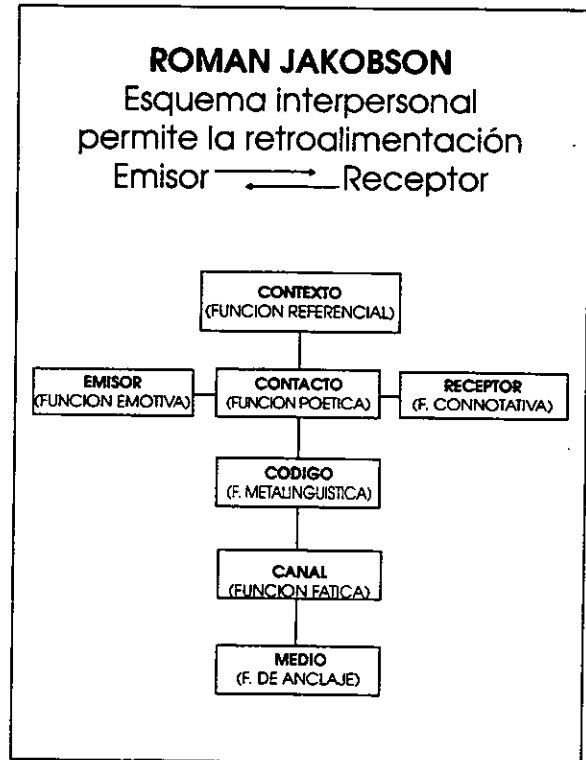 ROMAN JAKOBSON
Esquema interpersonal
permite la retroalimentación
Emisor Receptor
CONTEXTO
(FUNCION REFERENCIAL)
EMISOR
(FUNCION EMOTIVA)
CONTACTO
(FUNCION POETICA)
RECEPTOR
(F. CONNOTATIVA)
CODIGO
(F. METALINGUISTICA)
CANAL
(FUNCION FATICA)
MEDIO
(F. DE ANCLAJE)